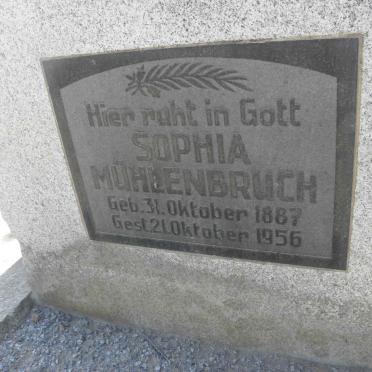 Hier ruht in Gott
SOPHIA
MÜHLENBRUCH
Geb. 31. Oktober 1887
Gest. 21. Oktober 1956